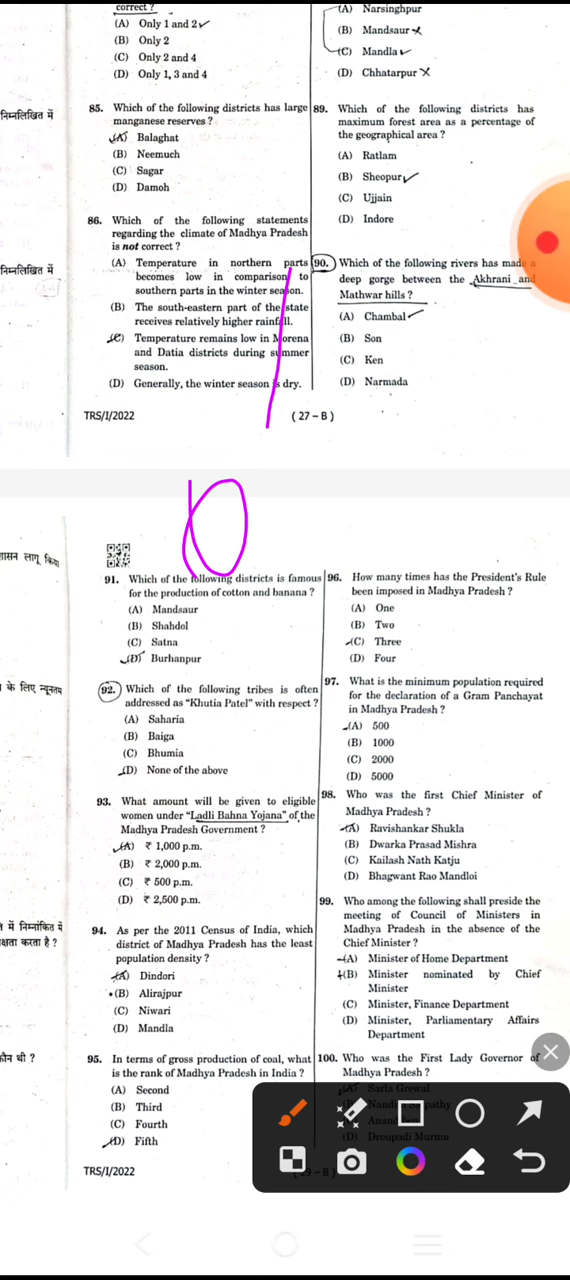 correct ?
(A) Only 1 and 2
(B) Only 2
(C) Only 2 and 4
(D) Only 1, 3 and 4
निम्नलिखित में
85. Which of the following districts has large
manganese reserves ?
(A) Balaghat
(B) Neemuch
(C) Sagar
(D) Damoh
86. Which of the following statements
regarding the climate of Madhya Pradesh
is not correct ?
निम्नलिखित में
(A) Temperature in northern parts
becomes low in comparison to
southern parts in the winter season.
(B) The south-eastern part of the state
receives relatively higher rainfall.
(C) Temperature remains low in Morena
and Datia districts during summer
season.
(D) Generally, the winter season is dry.
(A) Narsinghpur
(B) Mandsaur
(C) Mandla
(D) Chhatarpur
89. Which of the following districts has
maximum forest area as a percentage of
the geographical area ?
(A) Ratlam
(B) Sheopur
(C) Ujjain
(D) Indore
90. Which of the following rivers has made a
deep gorge between the Akhrani and
Mathwar hills ?
(A) Chambal
(B) Son
(C) Ken
(D) Narmada
TRS/I/2022
( 27 – B )
शासन लागू किया
91. Which of the following districts is famous
for the production of cotton and banana ?
(A) Mandsaur
(B) Shahdol
(C) Satna
(D) Burhanpur
के लिए न्यूनतम
92. Which of the following tribes is often
addressed as “Khutia Patel” with respect ?
(A) Saharia
(B) Baiga
(C) Bhumia
(D) None of the above
93. What amount will be given to eligible
women under “Ladli Bahna Yojana” of the
Madhya Pradesh Government ?
(A) ₹ 1,000 p.m.
(B) ₹ 2,000 p.m.
(C) ₹ 500 p.m.
(D) ₹ 2,500 p.m.
में निम्नांकित में
क्षता करता है ?
94. As per the 2011 Census of India, which
district of Madhya Pradesh has the least
population density ?
(A) Dindori
(B) Alirajpur
(C) Niwari
(D) Mandla
कौन थी ?
95. In terms of gross production of coal, what
is the rank of Madhya Pradesh in India ?
(A) Second
(B) Third
(C) Fourth
(D) Fifth
96. How many times has the President’s Rule
been imposed in Madhya Pradesh ?
(A) One
(B) Two
(C) Three
(D) Four
97. What is the minimum population required
for the declaration of a Gram Panchayat
in Madhya Pradesh ?
(A) 500
(B) 1000
(C) 2000
(D) 5000
98. Who was the first Chief Minister of
Madhya Pradesh ?
(A) Ravishankar Shukla
(B) Dwarka Prasad Mishra
(C) Kailash Nath Katju
(D) Bhagwant Rao Mandloi
99. Who among the following shall preside the
meeting of Council of Ministers in
Madhya Pradesh in the absence of the
Chief Minister ?
(A) Minister of Home Department
(B) Minister nominated by Chief
Minister
(C) Minister, Finance Department
(D) Minister, Parliamentary Affairs
Department
100. Who was the First Lady Governor of
Madhya Pradesh ?
(A) Sarla Grewal
(D) Droupadi Murmu
TRS/I/2022